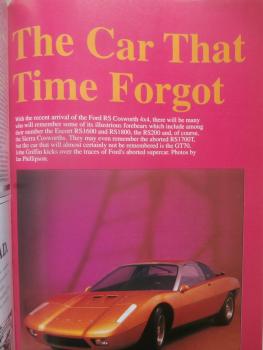 The Car That
Time Forgot
With the recent arrival of the Ford RS Cosworth 4x4, there will be many
who will remember some of its illustrious forebears which include among
their number the Escort RS1600 and RS1800, the RS200 and, of course,
the Sierra Cosworths. They may even remember the aborted RS1700T,
but the car that will almost certainly not be remembered is the GT70.
John Griffin kicks over the traces of Ford's aborted supercar. Photos by
Ian Phillipson.